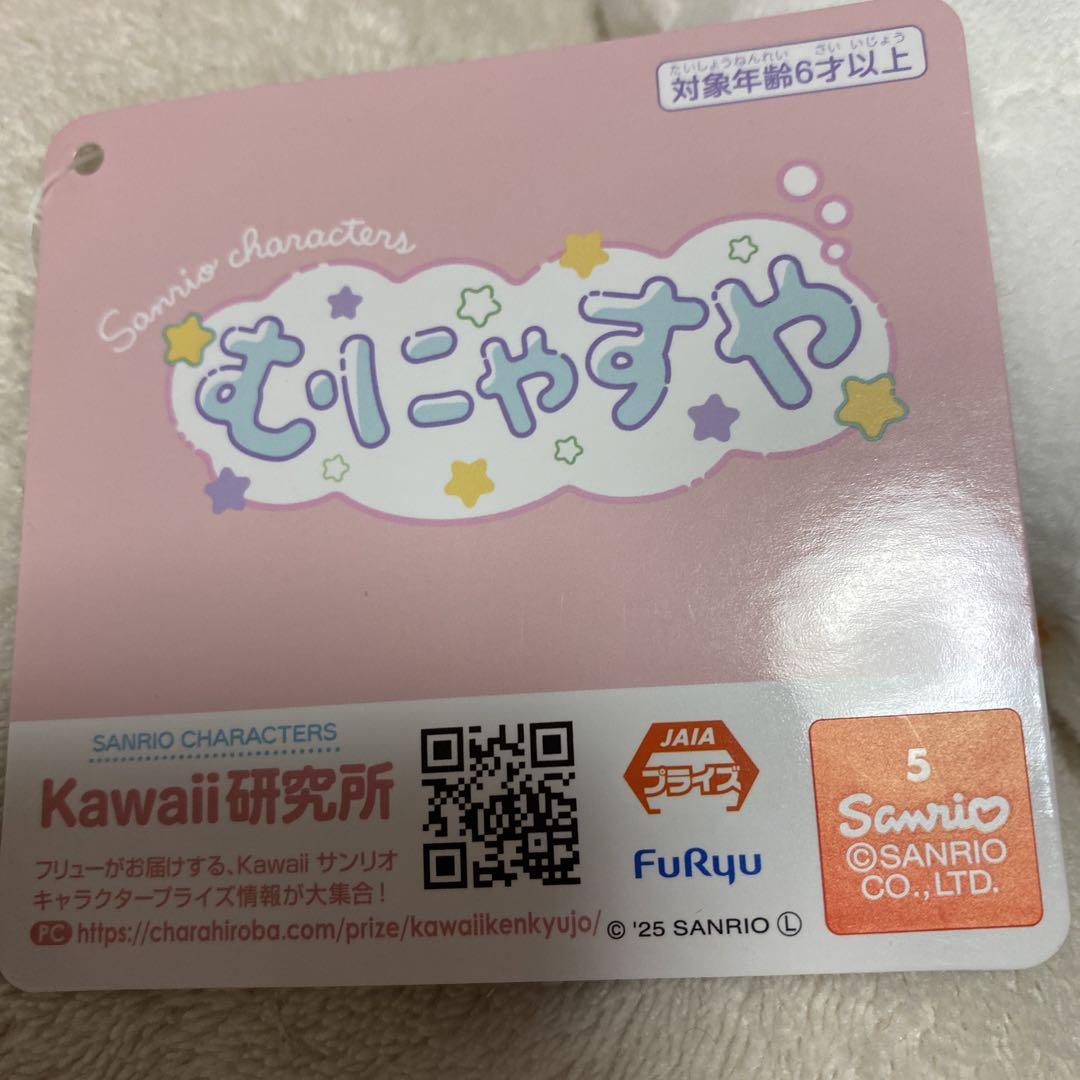 たいしょうねんれい さい いじょう
対象年齢6才以上
Sanrio characters
むにゃすや
SANRIO CHARACTERS
Kawaii研究所
フリューがお届けする、Kawaii サンリオ
キャラクタープライズ情報が大集合！
PC https://charahiroba.com/prize/kawaiikenkyujo/
JAIA
プライズ
FuRyu
© '25 SANRIO Ⓛ
5
Sanrio
©SANRIO
CO.,LTD.